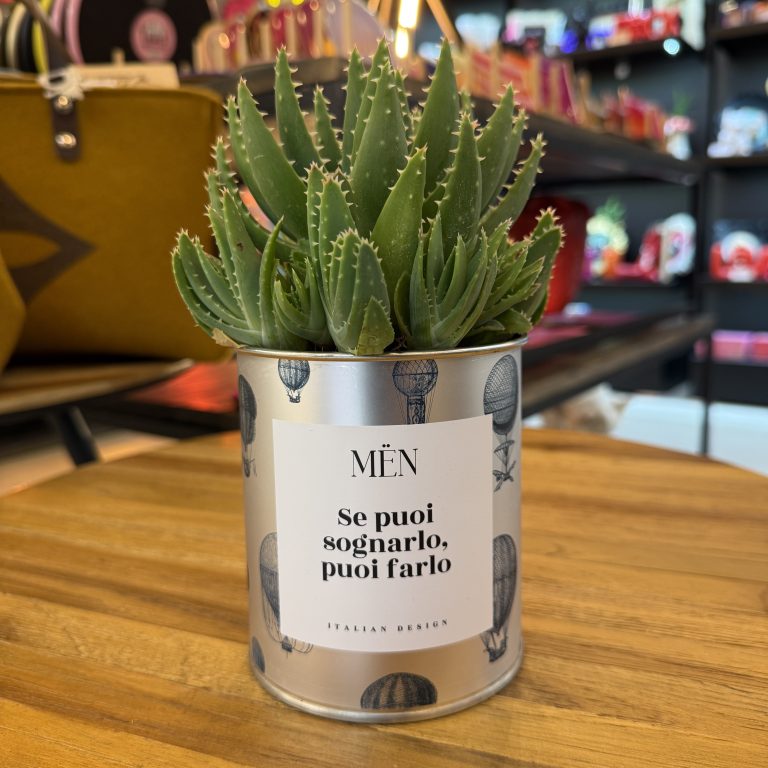 MËN
Se puoi
sognarlo,
puoi farlo
ITALIAN DESIGN